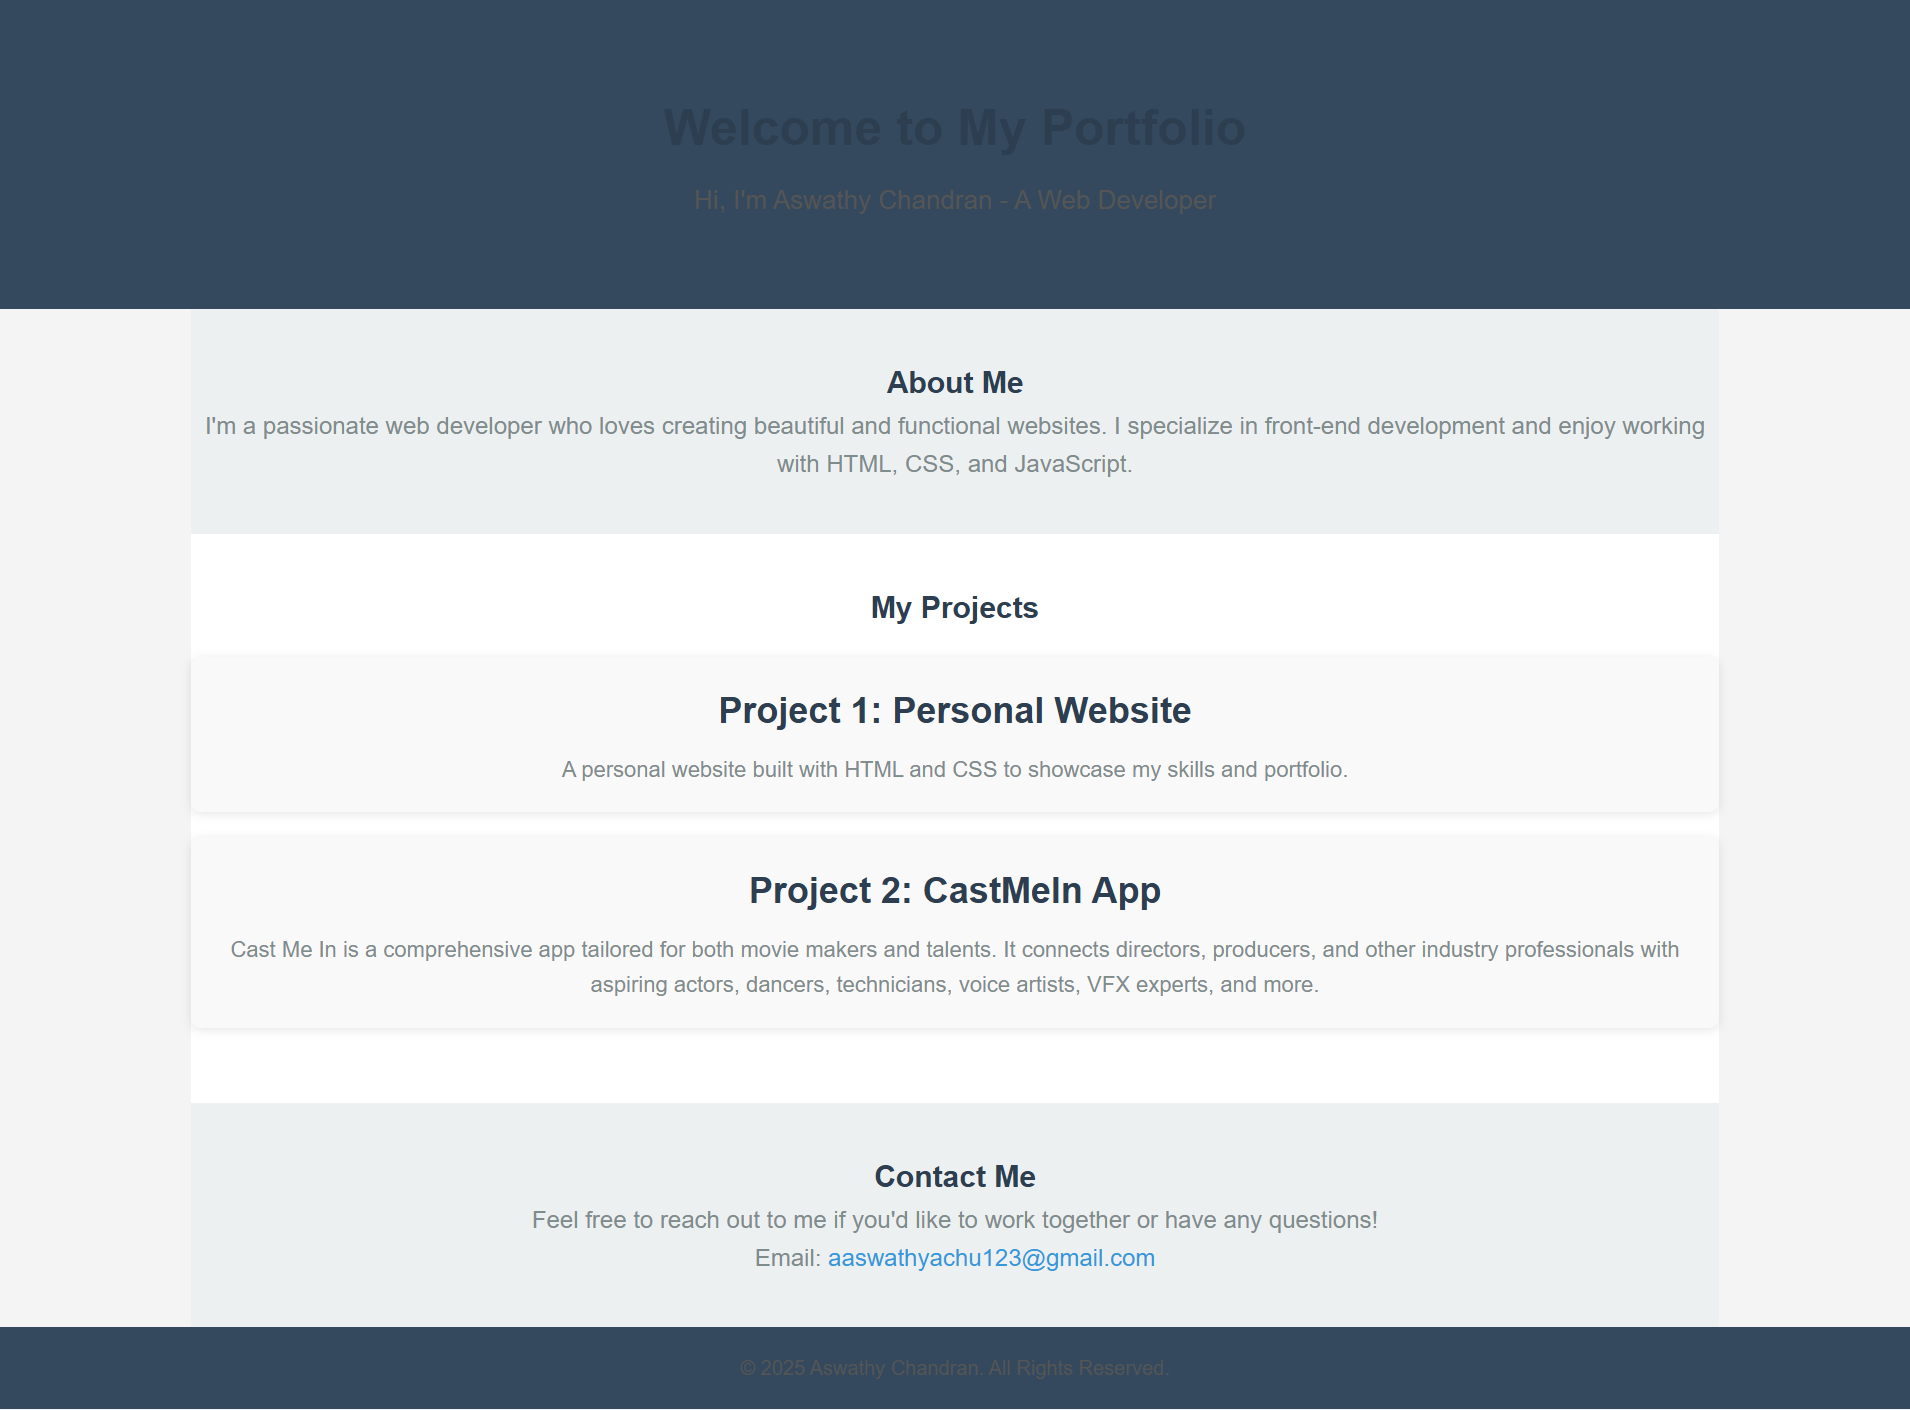 Welcome to My Portfolio
Hi, I'm Aswathy Chandran - A Web Developer
About Me
I'm a passionate web developer who loves creating beautiful and functional websites. I specialize in front-end development and enjoy working
with HTML, CSS, and JavaScript.
My Projects
Project 1: Personal Website
A personal website built with HTML and CSS to showcase my skills and portfolio.
Project 2: CastMeIn App
Cast Me In is a comprehensive app tailored for both movie makers and talents. It connects directors, producers, and other industry professionals with
aspiring actors, dancers, technicians, voice artists, VFX experts, and more.
Contact Me
Feel free to reach out to me if you'd like to work together or have any questions!
Email: aaswathyachu123@gmail.com
© 2025 Aswathy Chandran. All Rights Reserved.